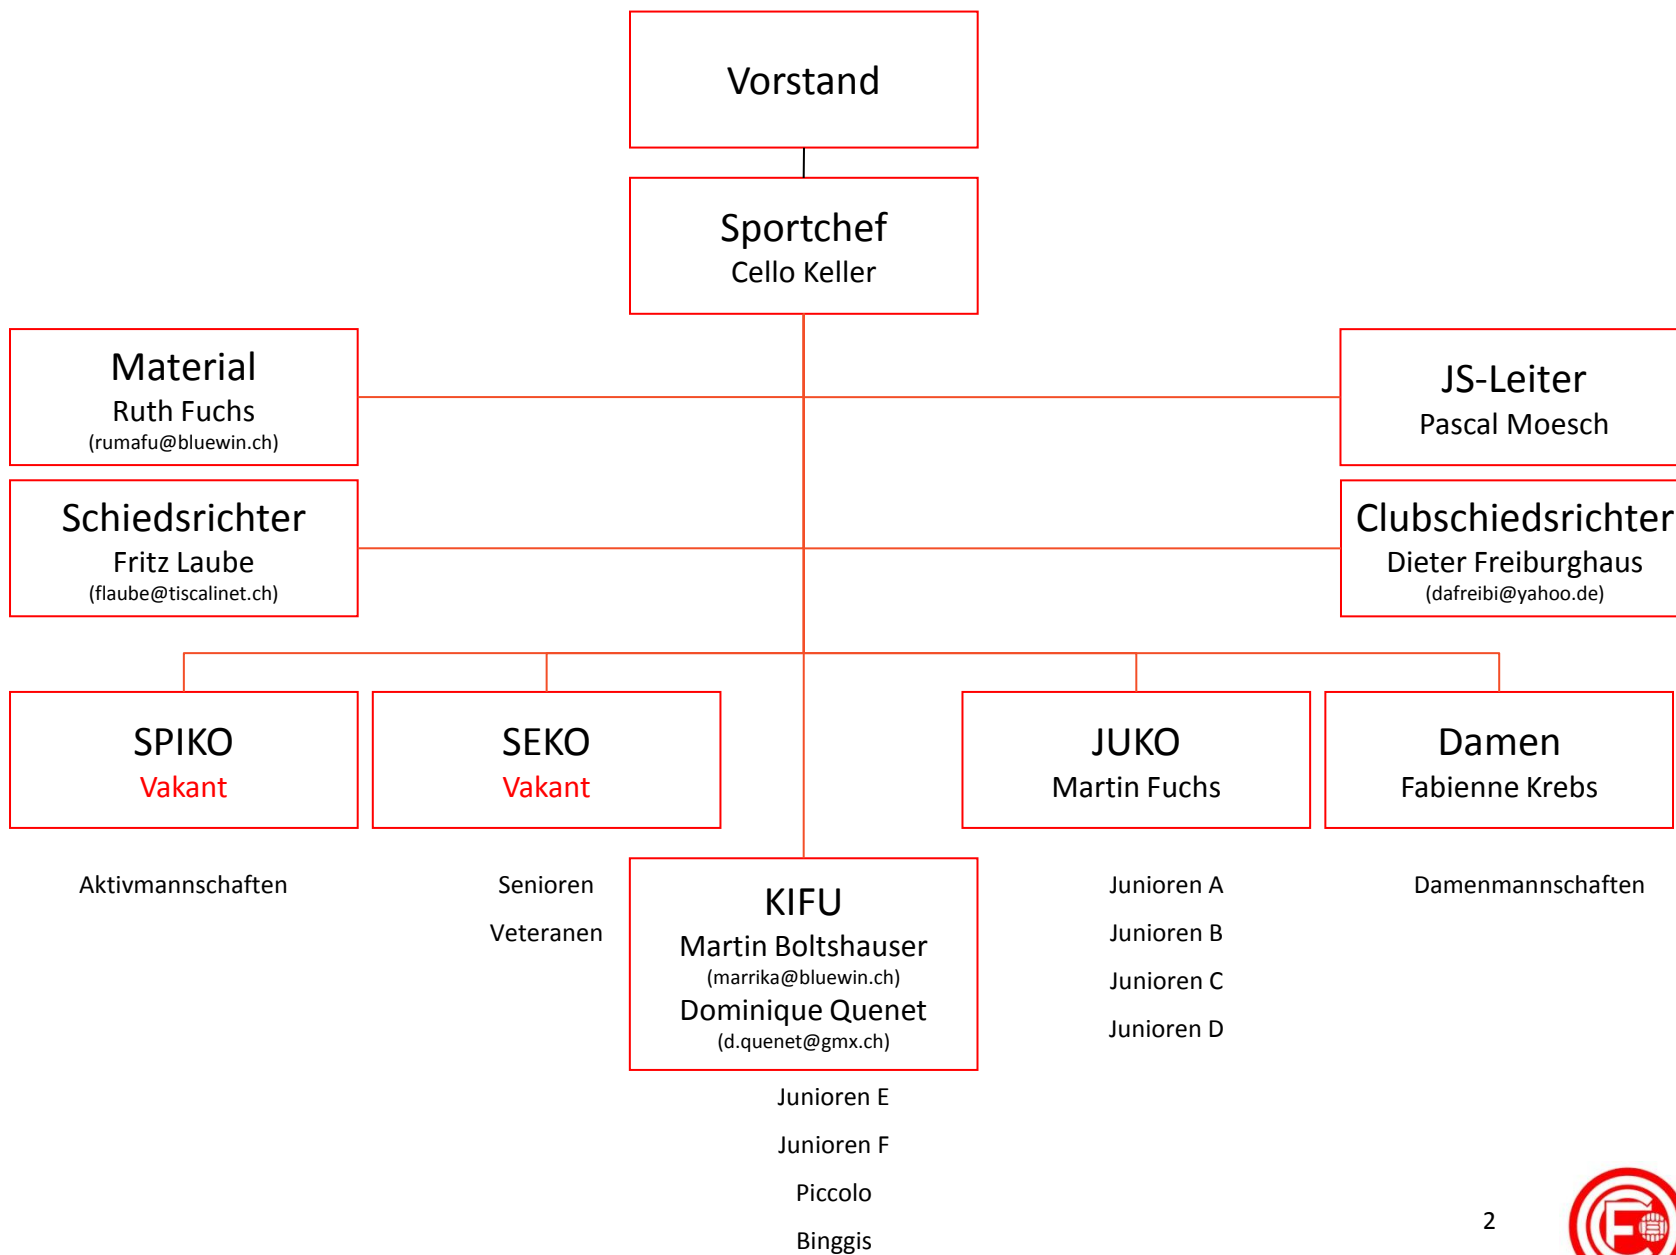 Vorstand
Sportchef
Cello Keller
Material
Ruth Fuchs
(rumafu@bluewin.ch)
JS-Leiter
Pascal Moesch
Schiedsrichter
Fritz Laube
(flaube@tiscalinet.ch)
Clubschiedsrichter
Dieter Freiburghaus
(dafreibi@yahoo.de)
SPIKO
Vakant
Aktivmannschaften
SEKO
Vakant
Senioren
Veteranen
KIFU
Martin Boltshauser
(marrika@bluewin.ch)
Dominique Quenet
(d.quenet@gmx.ch)
Junioren E
Junioren F
Piccolo
Binggis
JUKO
Martin Fuchs
Junioren A
Junioren B
Junioren C
Junioren D
Damen
Fabienne Krebs
Damenmannschaften
2